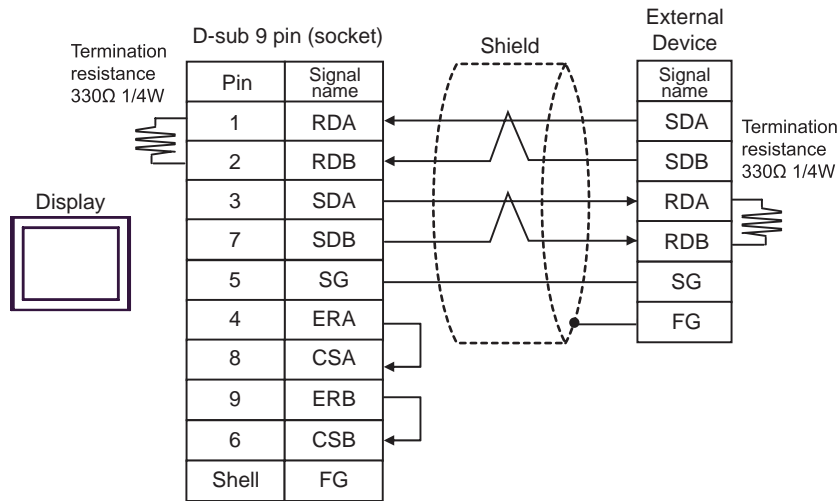 D-sub 9 pin (socket)
Termination
resistance
330Ω 1/4W
Display
Pin Signal name
1 RDA
2 RDB
3 SDA
7 SDB
5 SG
4 ERA
8 CSA
9 ERB
6 CSB
Shell FG
Shield
External
Device
Signal
name
SDA
SDB
RDA
RDB
SG
FG
Termination
resistance
330Ω 1/4W